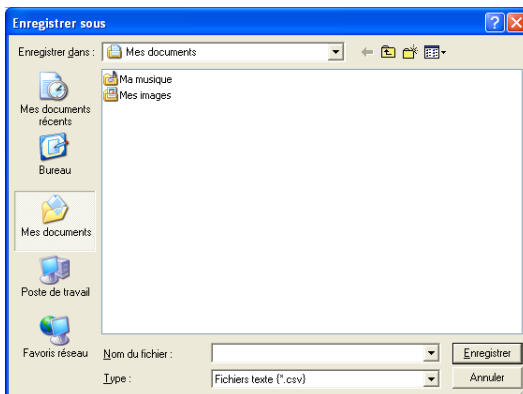 Enregistrer sous
Enregistrer dans :
Mes documents
Ma musique
Mes images
Mes documents
récents
Bureau
Mes documents
Poste de travail
Favoris réseau
Nom du fichier :
Enregistrer
Type :
Fichiers texte (*.csv)
Annuler